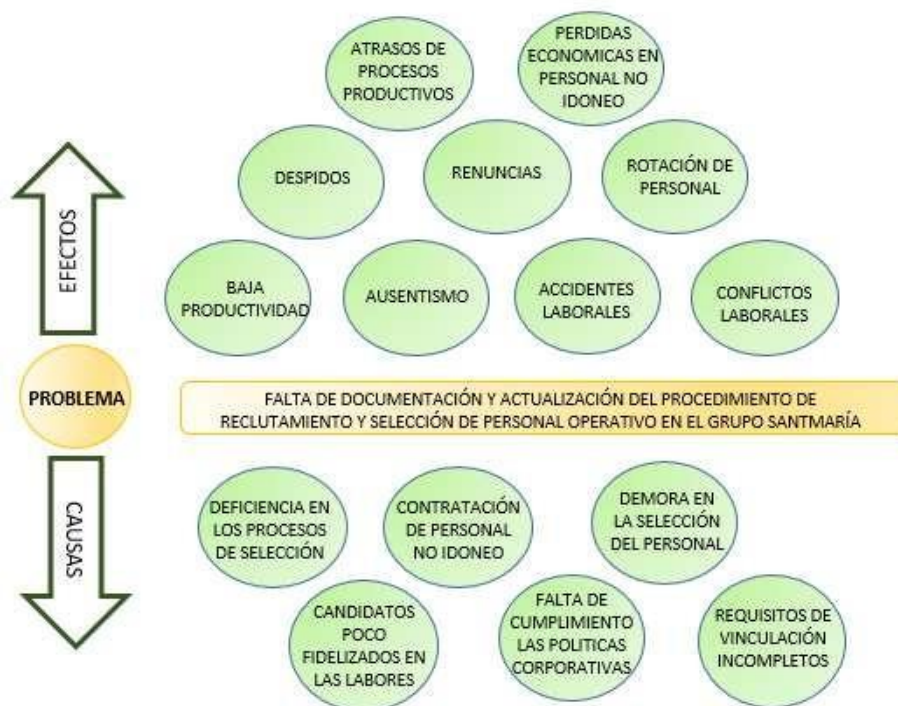 ATRASOS DE
PROCESOS
PRODUCTIVOS
PERDIDAS
ECONOMICAS EN
PERSONAL NO
IDONEO
DESPIDOS
RENUNCIAS
ROTACIÓN DE
PERSONAL
EFECTOS
BAJA
PRODUCTIVIDAD
AUSENTISMO
ACCIDENTES
LABORALES
CONFLICTOS
LABORALES
PROBLEMA
FALTA DE DOCUMENTACIÓN Y ACTUALIZACIÓN DEL PROCEDIMIENTO DE
RECLUTAMIENTO Y SELECCIÓN DE PERSONAL OPERATIVO EN EL GRUPO SANTMARÍA
CAUSAS
DEFICIENCIA EN
LOS PROCESOS
DE SELECCIÓN
CONTRATACIÓN
DE PERSONAL
NO IDONEO
DEMORA EN
LA SELECCIÓN
DEL PERSONAL
CANDIDATOS
POCO
FIDELIZADOS EN
LAS LABORES
FALTA DE
CUMPLIMIENTO
LAS POLITICAS
CORPORATIVAS
REQUISITOS DE
VINCULACIÓN
INCOMPLETOS